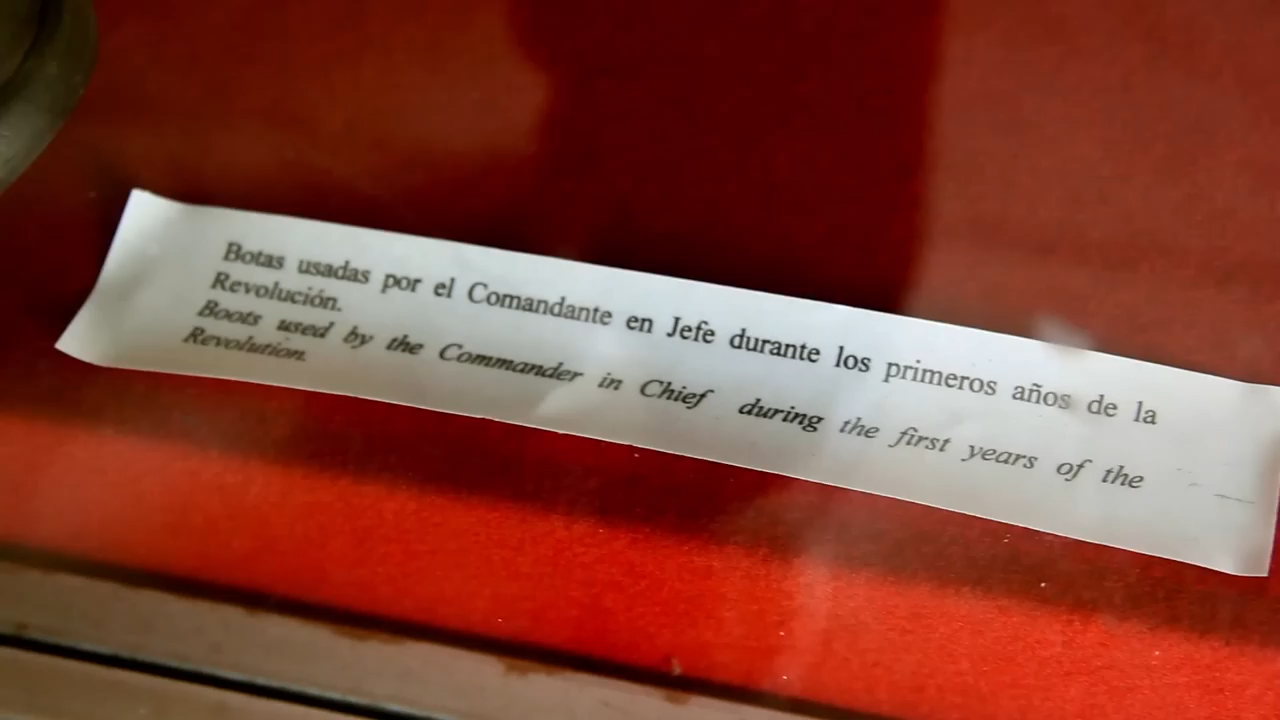 Botas usadas por el Comandante en Jefe durante los primeros años de la
Revolución.
Boots used by the Commander in Chief during the first years of the
Revolution.